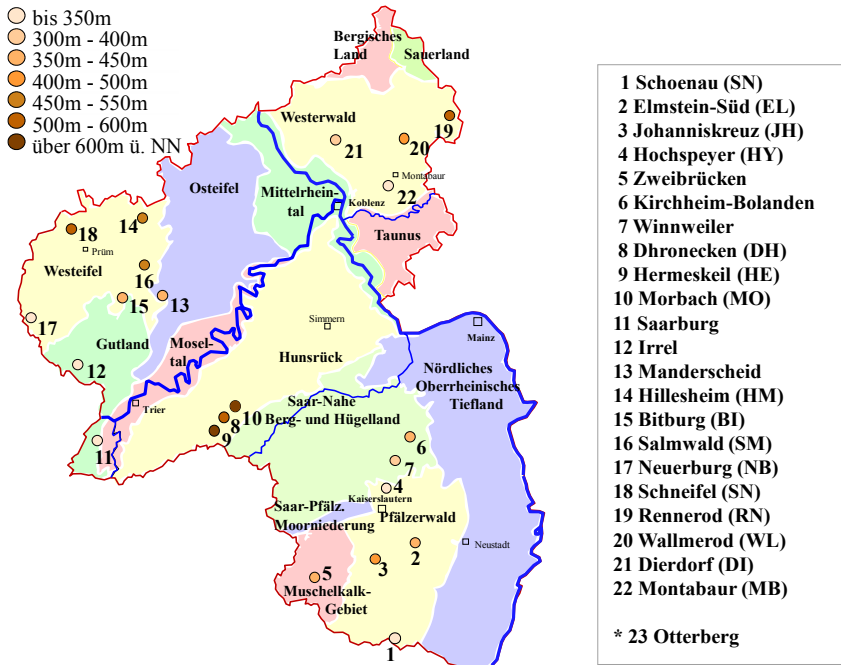 bis 350m
300m - 400m
350m - 450m
400m - 500m
450m - 550m
500m - 600m
über 600m ü. NN
Bergisches
Land
Sauerland
Westerwald
19
20
21
Montabaur
22
Osteifel
Mittelrhein-
tal
Koblenz
Taunus
14
18
Prüm
Westeifel
16
15
13
17
Gutland
12
Mosel-
tal
Simmern
Hunsrück
Mainz
Nördliches
Oberrheinisches
Tiefland
Trier
10
8
9
Saar-Nahe
Berg- und Hügelland
11
6
7
4
Kaiserslautern
Saar-Pfälz.
Moorniederung
Pfälzerwald
2
Neustadt
3
5
Muschelkalk-
Gebiet
1
1 Schoenau (SN)
2 Elmstein-Süd (EL)
3 Johanniskreuz (JH)
4 Hochspeyer (HY)
5 Zweibrücken
6 Kirchheim-Bolanden
7 Winnweiler
8 Dhronecken (DH)
9 Hermeskeil (HE)
10 Morbach (MO)
11 Saarburg
12 Irrel
13 Manderscheid
14 Hillesheim (HM)
15 Bitburg (BI)
16 Salmwald (SM)
17 Neuerburg (NB)
18 Schneifel (SN)
19 Rennerod (RN)
20 Wallmerod (WL)
21 Dierdorf (DI)
22 Montabaur (MB)
* 23 Otterberg